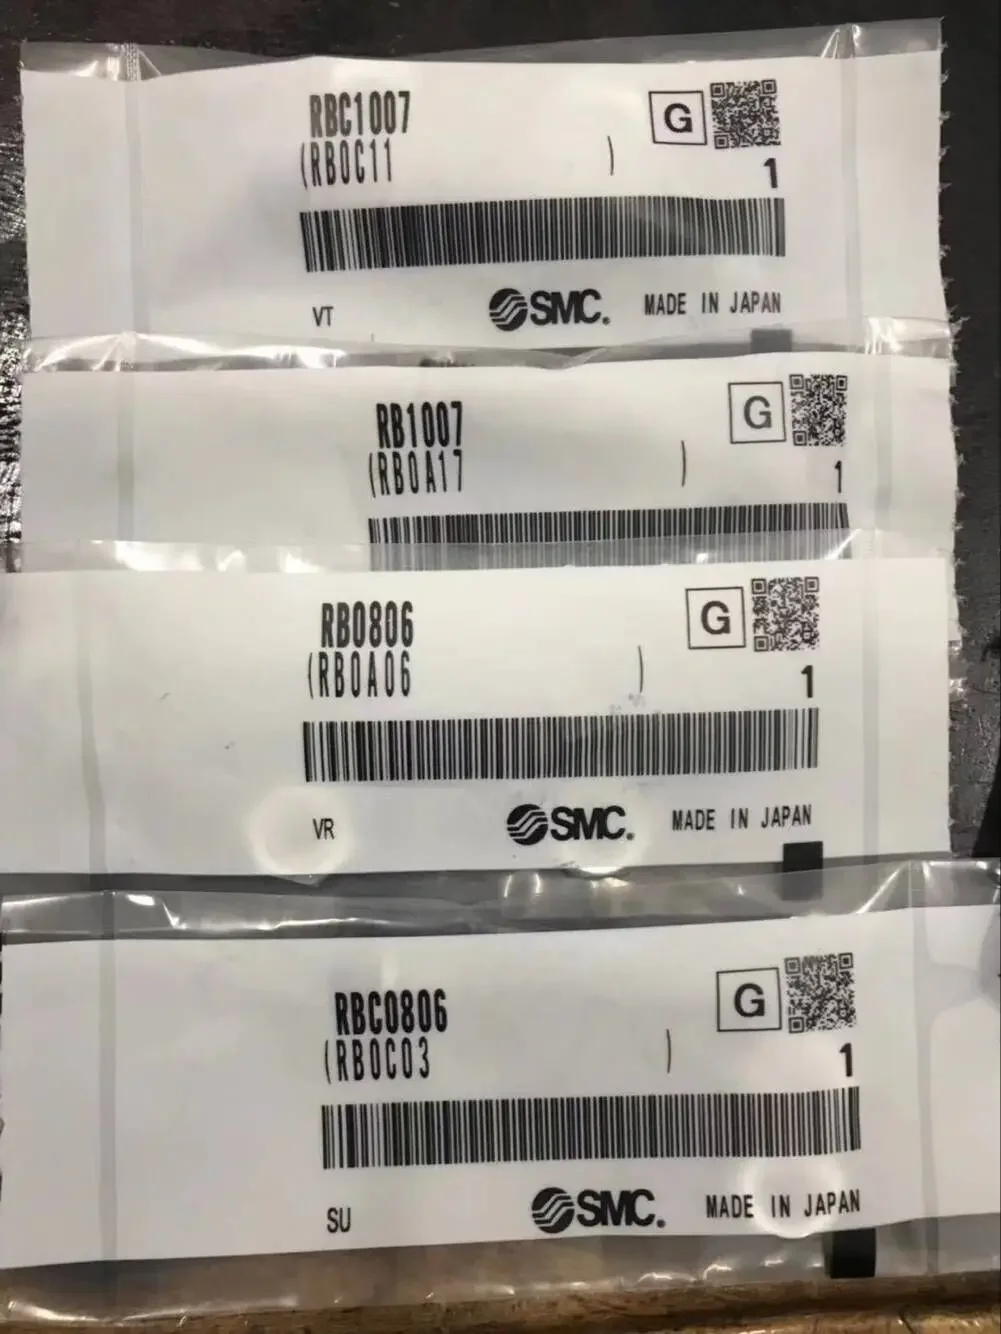 RBC1007
(RB0C11 )
G
1
VT
SMC.
MADE IN JAPAN
RB1007
(RB0A17 )
G
1
RB0806
(RB0A06 )
G
1
VR
SMC.
MADE IN JAPAN
RBC0806
(RB0C03 )
G
1
SU
SMC.
MADE IN JAPAN